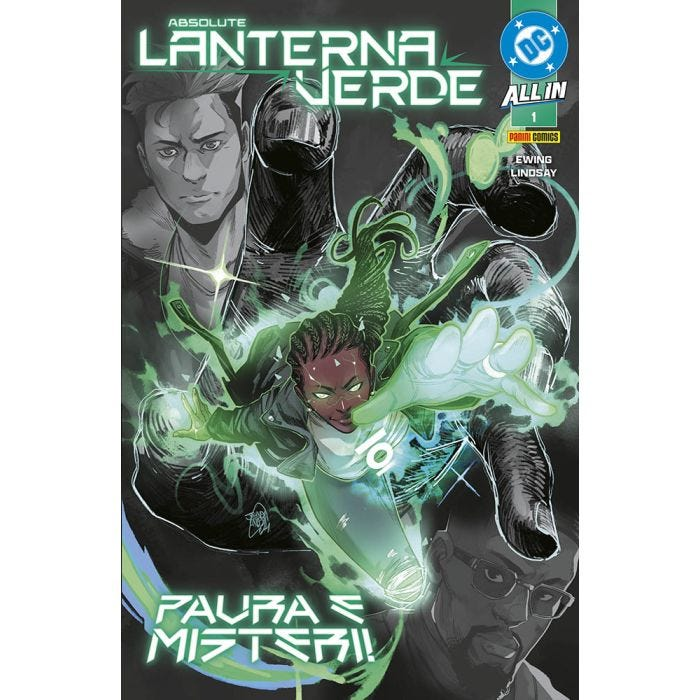 ABSOLUTE
LANTERNA
VERDE
DC
ALL IN
1
PANINI COMICS
EWING
LINDSAY
PAURA E
MISTERI!